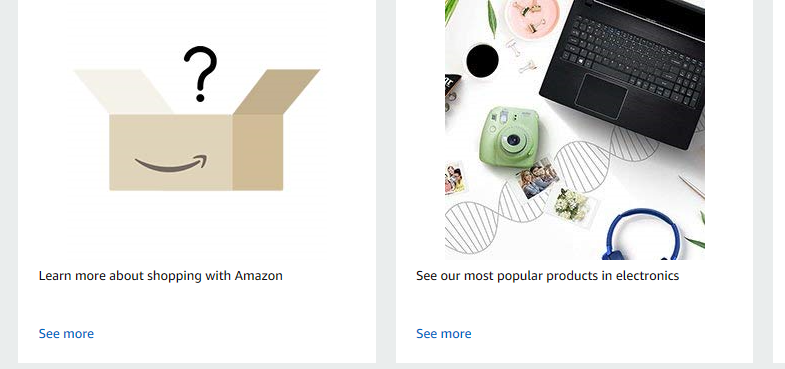 ?
Learn more about shopping with Amazon
See more
See our most popular products in electronics
See more